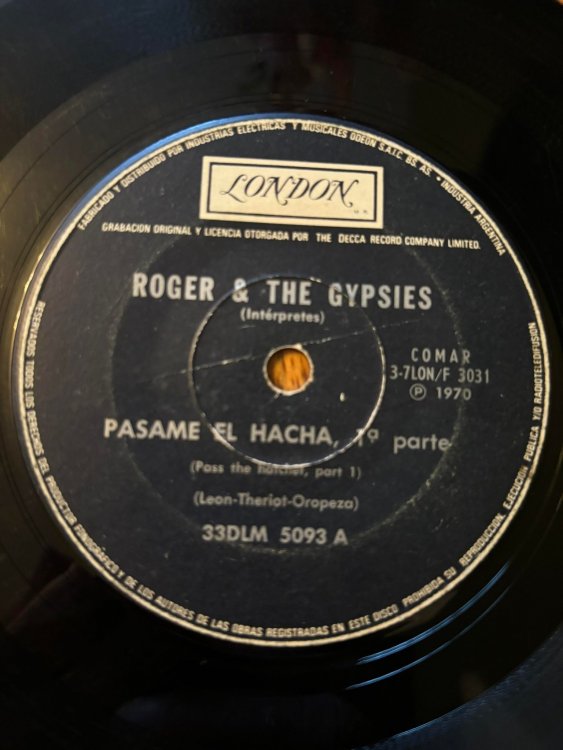 FABRICADO Y DISTRIBUIDO POR INDUSTRIAS ELECTRICAS Y MUSICALES ODEON S.A.I.C. BS. AS. - INDUSTRIA ARGENTINA
LONDON
GRABACION ORIGINAL Y LICENCIA OTORGADA POR THE DECCA RECORD COMPANY LIMITED.
ROGER & THE GYPSIES
(Intérpretes)
COMAR
3-7LON/F 3031
Ⓟ 1970
PASAME EL HACHA, 1ª parte
(Pass the hatchet, part 1)
(Leon-Theriot-Oropeza)
33DLM 5093 A
RESERVADOS TODOS LOS DERECHOS DEL PRODUCTOR FONOGRAFICO Y DE LOS AUTORES DE LAS OBRAS REGISTRADAS EN ESTE DISCO PROHIBIDA SU REPRODUCCION, EJECUCION PUBLICA Y/O RADIOTELEDIFUSION